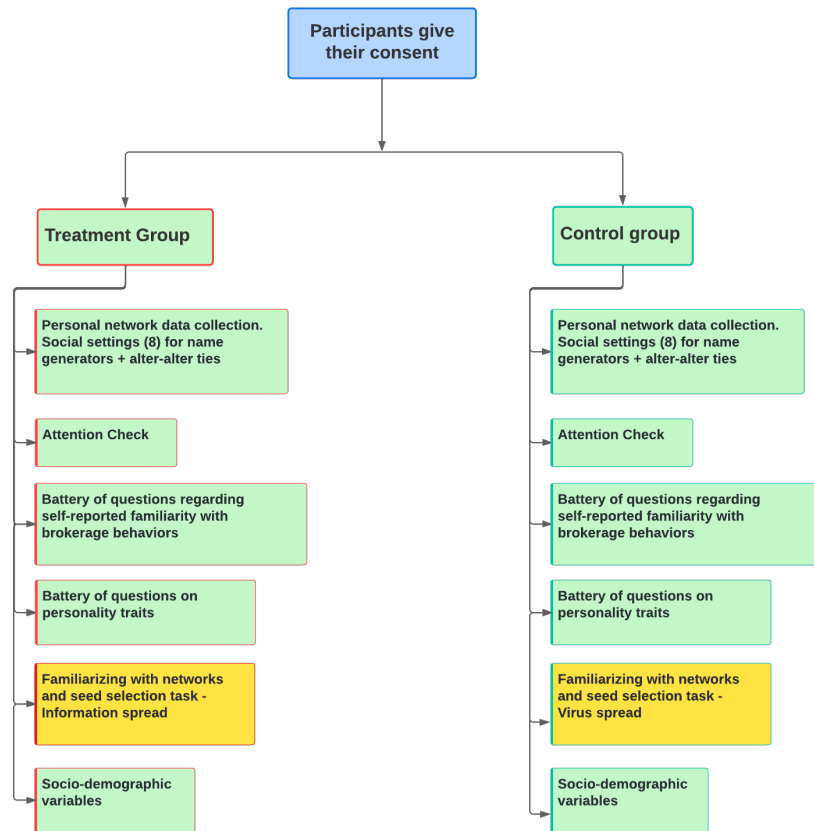 Participants give
their consent
Treatment Group
Personal network data collection.
Social settings (8) for name
generators + alter-alter ties
Attention Check
Battery of questions regarding
self-reported familiarity with
brokerage behaviors
Battery of questions on
personality traits
Familiarizing with networks
and seed selection task -
Information spread
Socio-demographic
variables
Control group
Personal network data collection.
Social settings (8) for name
generators + alter-alter ties
Attention Check
Battery of questions regarding
self-reported familiarity with
brokerage behaviors
Battery of questions on
personality traits
Familiarizing with networks
and seed selection task -
Virus spread
Socio-demographic
variables